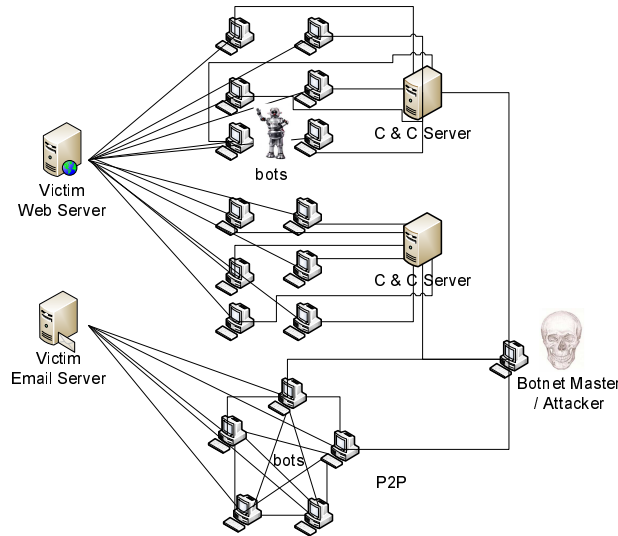 C & C Server
bots
Victim
Web Server
C & C Server
Victim
Email Server
Botnet Master
/ Attacker
bots
P2P